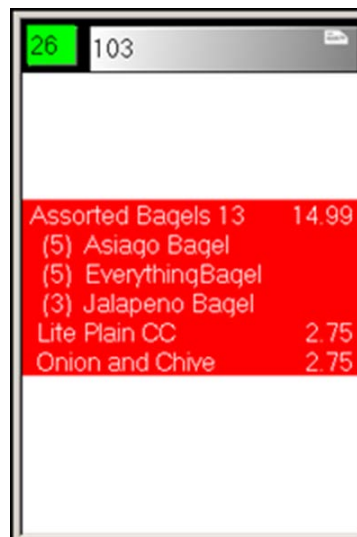 26 103
Assorted Bagels 13 14.99
(5) Asiago Bagel
(5) EverythingBagel
(3) Jalapeno Bagel
Lite Plain CC 2.75
Onion and Chive 2.75